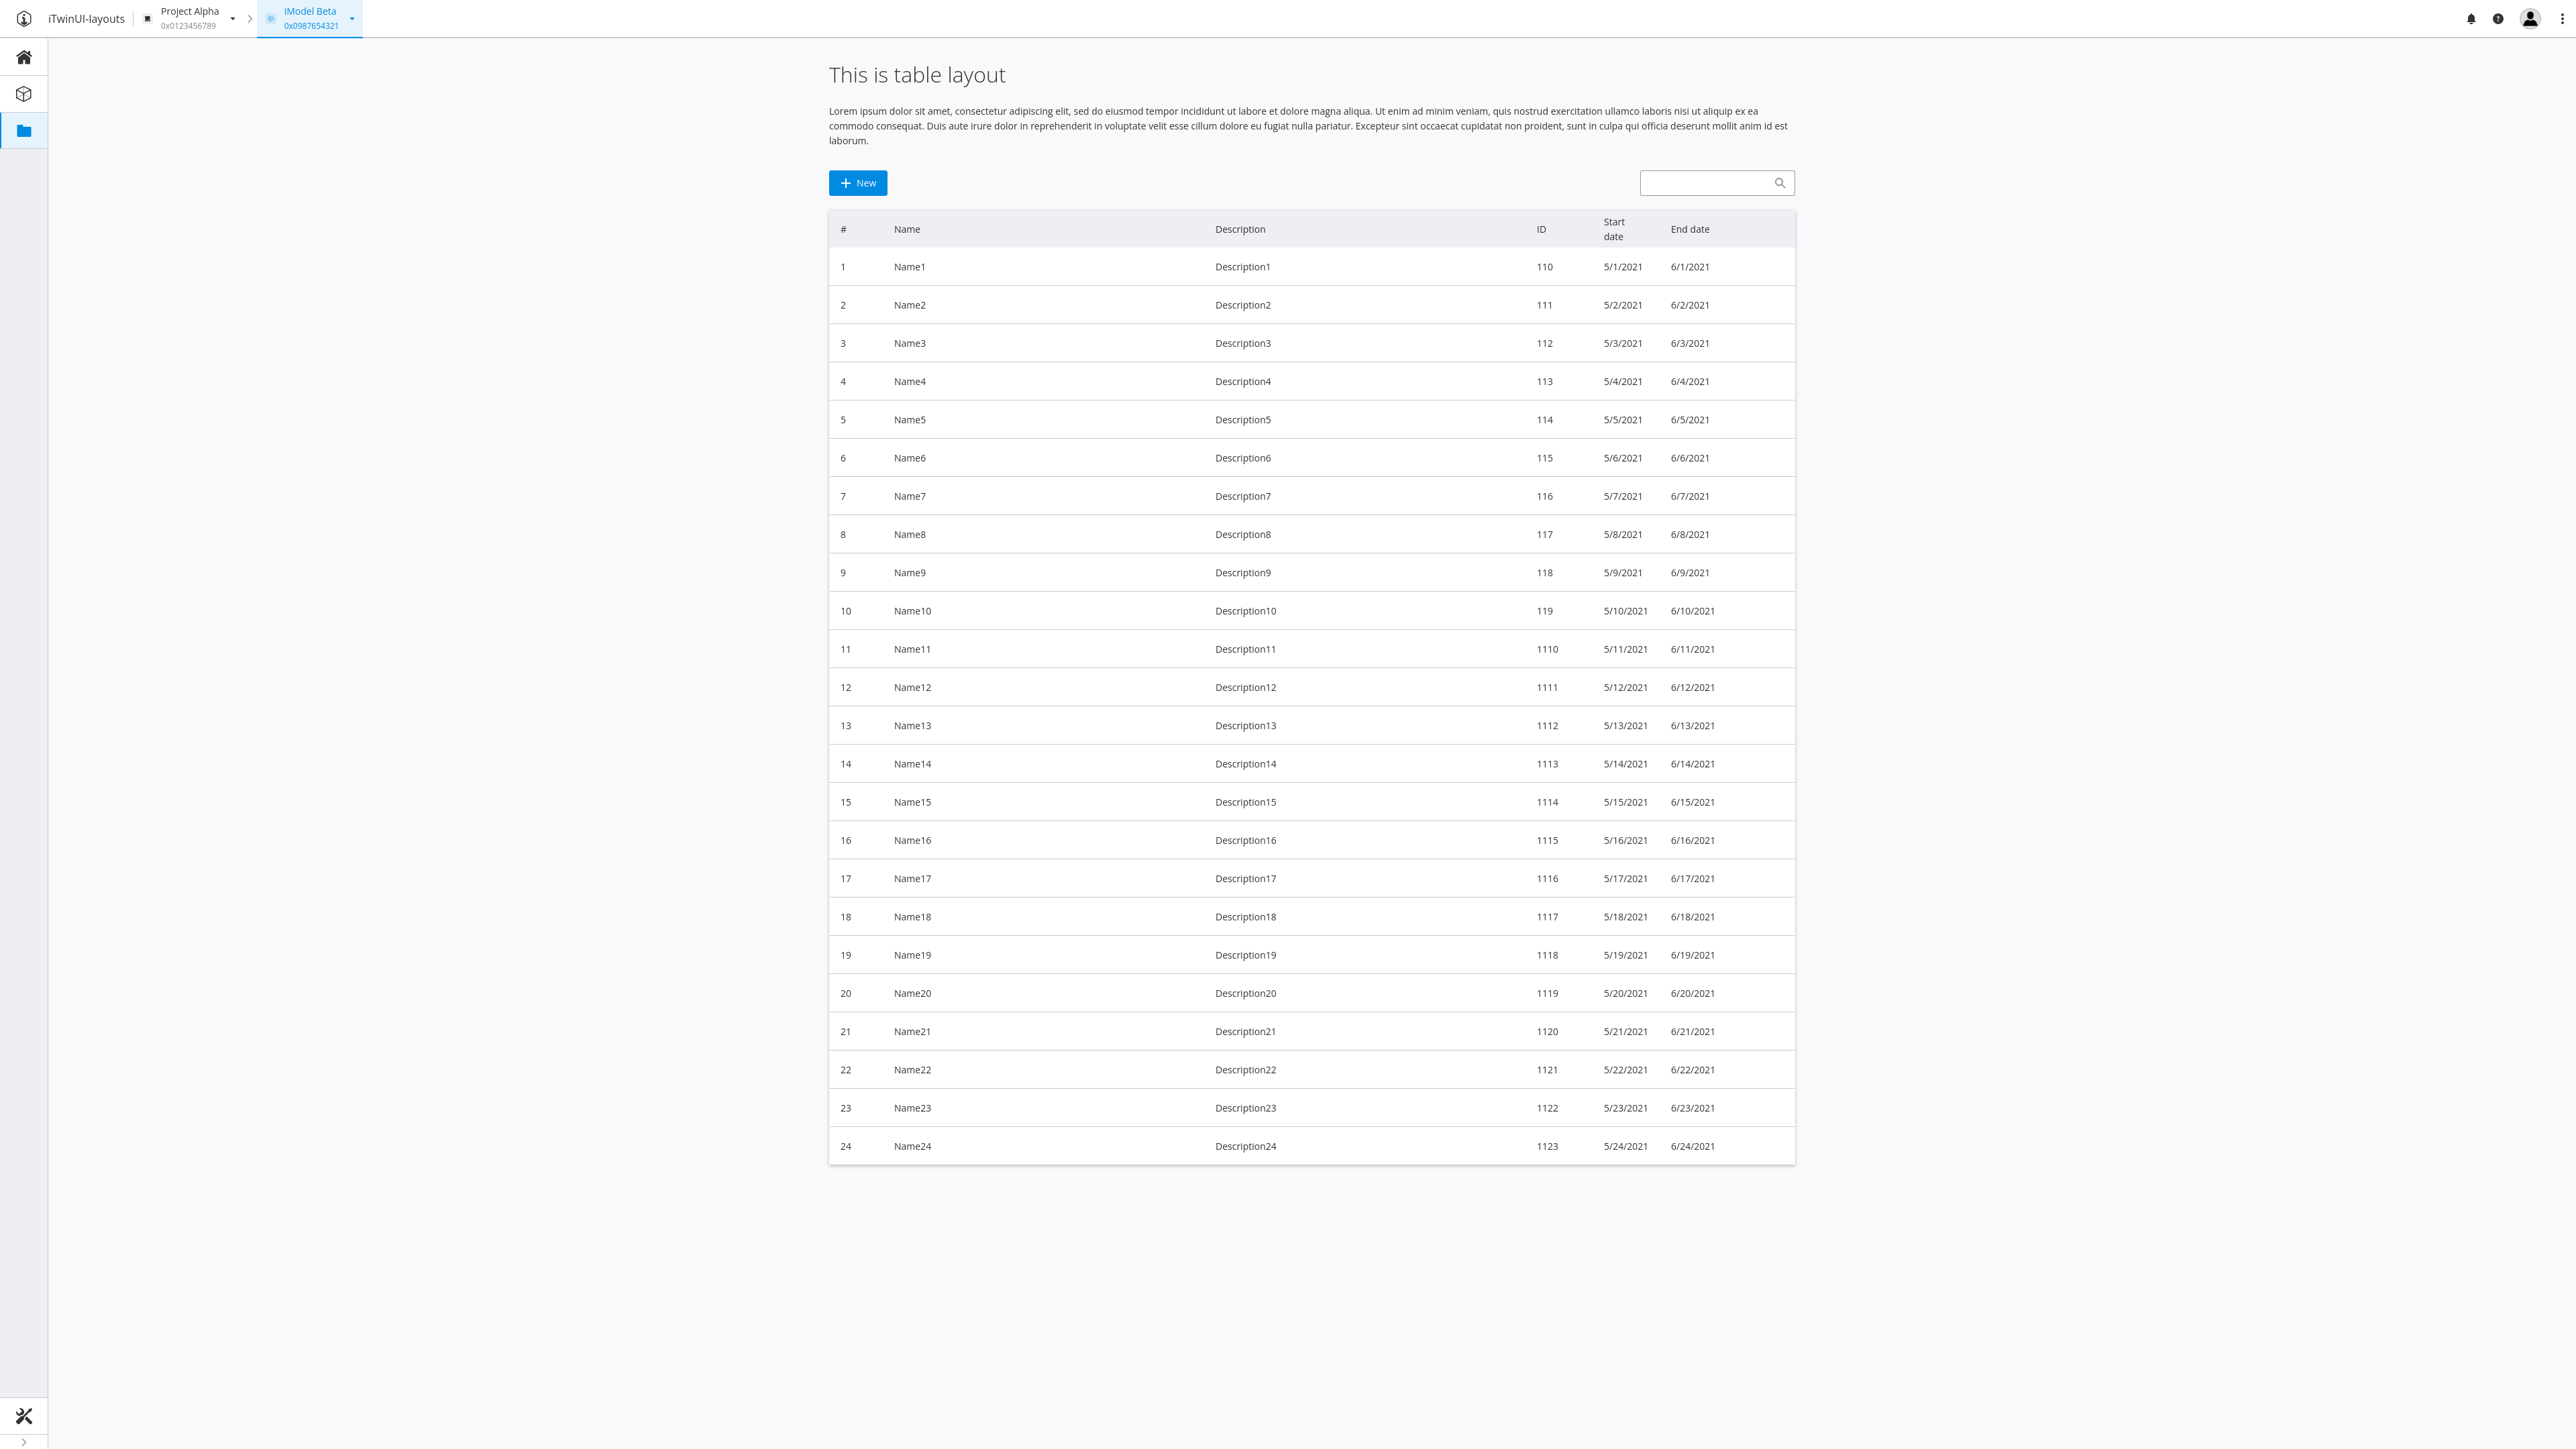 iTwinUI-layouts
Project Alpha
0x0123456789
iModel Beta
0x0987654321
This is table layout
Lorem ipsum dolor sit amet, consectetur adipiscing elit, sed do eiusmod tempor incididunt ut labore et dolore magna aliqua. Ut enim ad minim veniam, quis nostrud exercitation ullamco laboris nisi ut aliquip ex ea
commodo consequat. Duis aute irure dolor in reprehenderit in voluptate velit esse cillum dolore eu fugiat nulla pariatur. Excepteur sint occaecat cupidatat non proident, sunt in culpa qui officia deserunt mollit anim id est
laborum.
New
# Name Description ID Start date End date
1 Name1 Description1 110 5/1/2021 6/1/2021
2 Name2 Description2 111 5/2/2021 6/2/2021
3 Name3 Description3 112 5/3/2021 6/3/2021
4 Name4 Description4 113 5/4/2021 6/4/2021
5 Name5 Description5 114 5/5/2021 6/5/2021
6 Name6 Description6 115 5/6/2021 6/6/2021
7 Name7 Description7 116 5/7/2021 6/7/2021
8 Name8 Description8 117 5/8/2021 6/8/2021
9 Name9 Description9 118 5/9/2021 6/9/2021
10 Name10 Description10 119 5/10/2021 6/10/2021
11 Name11 Description11 1110 5/11/2021 6/11/2021
12 Name12 Description12 1111 5/12/2021 6/12/2021
13 Name13 Description13 1112 5/13/2021 6/13/2021
14 Name14 Description14 1113 5/14/2021 6/14/2021
15 Name15 Description15 1114 5/15/2021 6/15/2021
16 Name16 Description16 1115 5/16/2021 6/16/2021
17 Name17 Description17 1116 5/17/2021 6/17/2021
18 Name18 Description18 1117 5/18/2021 6/18/2021
19 Name19 Description19 1118 5/19/2021 6/19/2021
20 Name20 Description20 1119 5/20/2021 6/20/2021
21 Name21 Description21 1120 5/21/2021 6/21/2021
22 Name22 Description22 1121 5/22/2021 6/22/2021
23 Name23 Description23 1122 5/23/2021 6/23/2021
24 Name24 Description24 1123 5/24/2021 6/24/2021